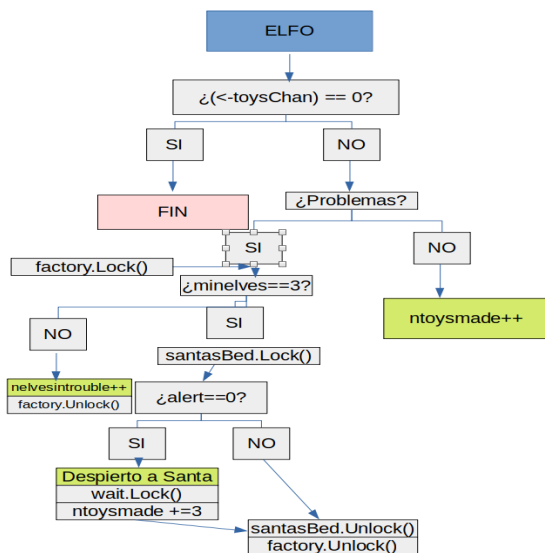 ELFO
¿(<-toysChan) == 0?
SI
NO
FIN
¿Problemas?
SI
NO
factory.Lock()
¿minelves==3?
ntoysmade++
NO
SI
santasBed.Lock()
nelvesintrouble++
factory.Unlock()
¿alert==0?
SI
NO
Despierto a Santa
wait.Lock()
ntoysmade +=3
santasBed.Unlock()
factory.Unlock()